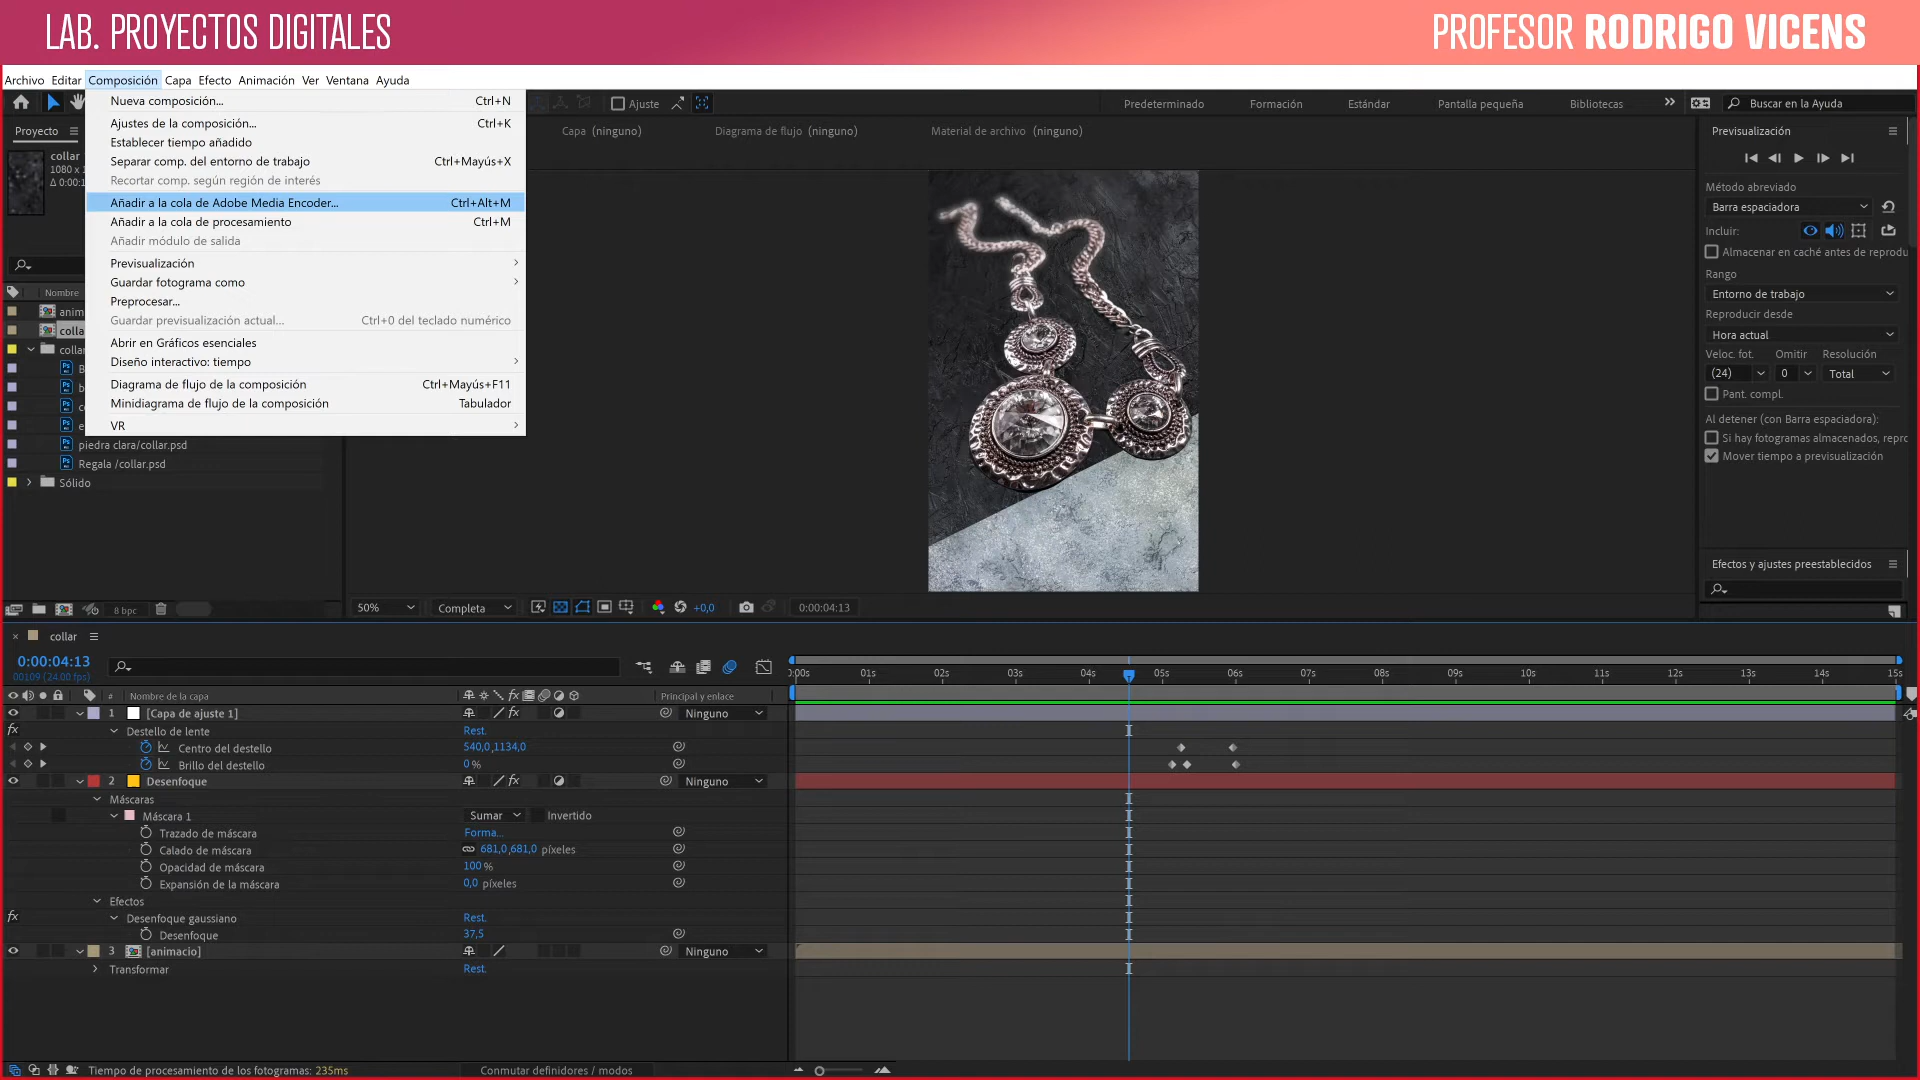 LAB. PROYECTOS DIGITALES
PROFESOR RODRIGO VICENS
Archivo Editar Composición Capa Efecto Animación Ver Ventana Ayuda
Nueva composición... Ctrl+N
Ajustes de la composición... Ctrl+K
Establecer tiempo añadido
Separar comp. del entorno de trabajo Ctrl+Mayús+X
Recortar comp. según región de interés
Añadir a la cola de Adobe Media Encoder... Ctrl+Alt+M
Añadir a la cola de procesamiento Ctrl+M
Añadir módulo de salida
Previsualización
Guardar fotograma como
Preprocesar...
Guardar previsualización actual... Ctrl+0 del teclado numérico
Abrir en Gráficos esenciales
Diseño interactivo: tiempo
Diagrama de flujo de la composición Ctrl+Mayús+F11
Minidiagrama de flujo de la composición Tabulador
VR
Ajuste
Predeterminado Formación Estándar Pantalla pequeña Bibliotecas » Buscar en la Ayuda
Proyecto
Capa (ninguno) Diagrama de flujo (ninguno) Material de archivo (ninguno)
collar
1080 x 1
Δ 0:00:1
Nombre
anim
colla
collar
B
b
c
e
piedra clara/collar.psd
Regala /collar.psd
Sólido
8 bpc
50% Completa +0,0 0:00:04:13
Previsualización
Método abreviado
Barra espaciadora
Incluir:
Almacenar en caché antes de reprodu
Rango
Entorno de trabajo
Reproducir desde
Hora actual
Veloc. fot. Omitir Resolución
(24) 0 Total
Pant. compl.
Al detener (con Barra espaciadora):
Si hay fotogramas almacenados, repro
Mover tiempo a previsualización
Efectos y ajustes preestablecidos
collar
0:00:04:13
00109 (24.00 fps)
:00s 01s 02s 03s 05s 06s 07s 08s 09s 10s 11s 12s 13s 14s 15s
# Nombre de la capa Principal y enlace
1 [Capa de ajuste 1] Ninguno
Destello de lente Rest.
Centro del destello 540,0,1134,0
Brillo del destello 0 %
2 Desenfoque Ninguno
Máscaras
Máscara 1 Sumar Invertido
Trazado de máscara Forma...
Calado de máscara 681,0,681,0 píxeles
Opacidad de máscara 100 %
Expansión de la máscara 0,0 píxeles
Efectos
Desenfoque gaussiano Rest.
Desenfoque 37,5
3 [animacio] Ninguno
Transformar Rest.
Tiempo de procesamiento de los fotogramas: 235ms Conmutar definidores / modos